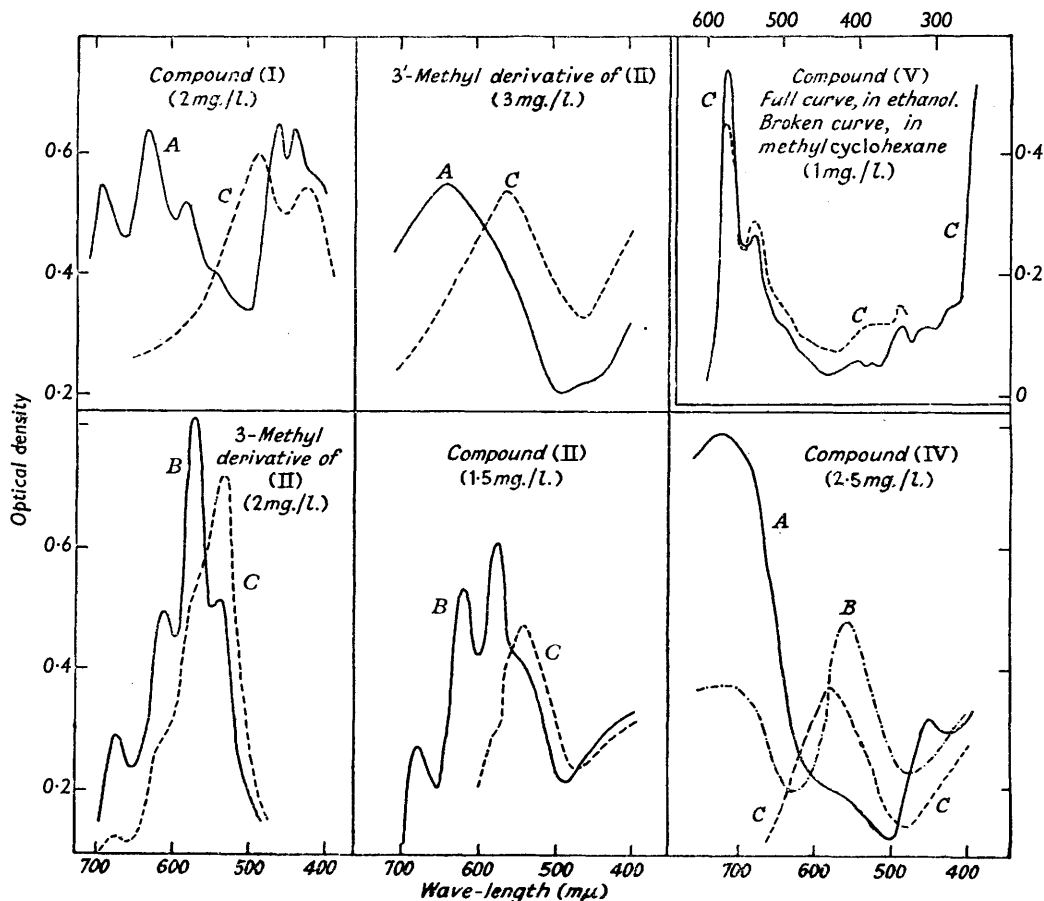 600 500 400 300
Compound (I)
(2mg./l.)
A
C
3'-Methyl derivative of (II)
(3mg./l.)
A
C
Compound (V)
Full curve, in ethanol.
Broken curve, in
methyl cyclohexane
(1mg./l.)
C
C
C
0·6
0·4
0·2
0·4
0·2
0
Optical density
3-Methyl
derivative of
(II)
(2mg./l.)
B
C
Compound (II)
(1·5mg./l.)
B
C
Compound (IV)
(2·5mg./l.)
A
B
C
C
0·6
0·4
0·2
700 600 500 400
700 600 500 400
700 600 500 400
Wave-length (mμ)